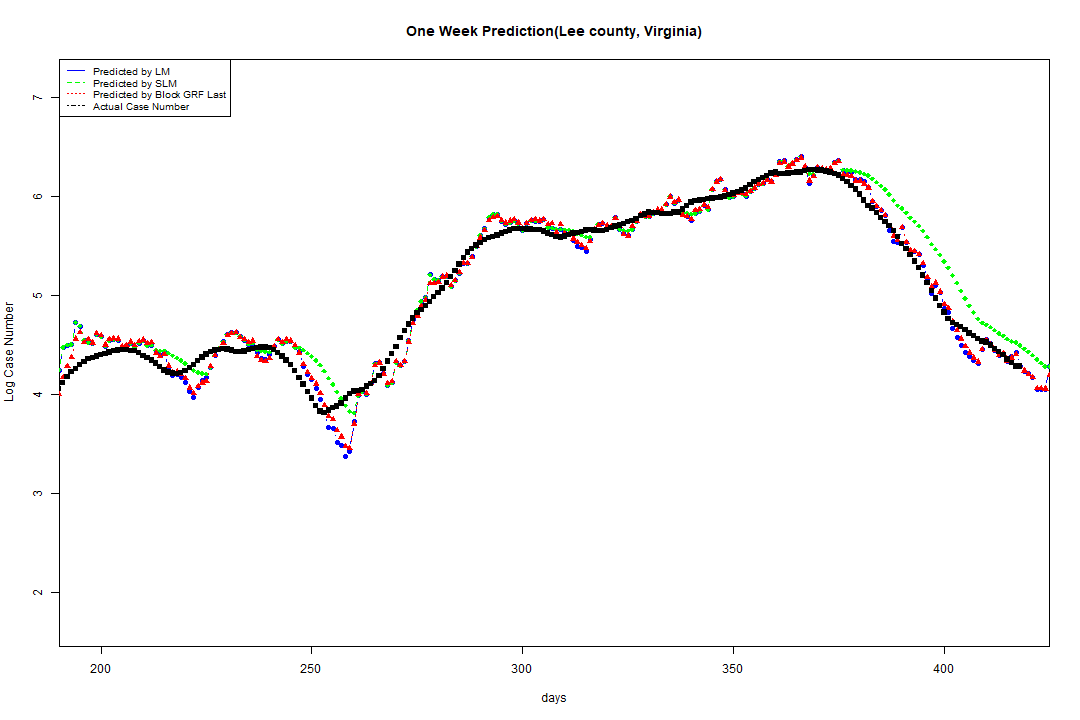 One Week Prediction(Lee county, Virginia)
Predicted by LM
Predicted by SLM
Predicted by Block GRF Last
Actual Case Number
7
6
5
4
3
2
Log Case Number
200
250
300
350
400
days